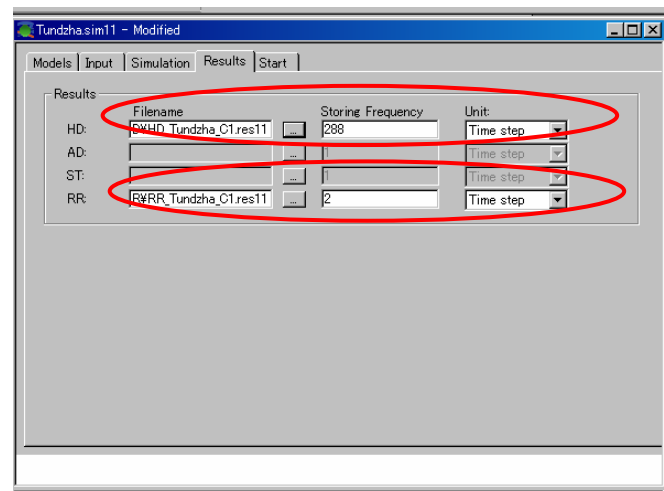 Tundzha.sim11 - Modified
Models Input Simulation Results Start
Results
Filename Storing Frequency Unit:
HD: R¥HD_Tundzha_C1.res11 ... 288 Time step
AD: ... 1 Time step
ST: ... 1 Time step
RR: R¥RR_Tundzha_C1.res11 ... 2 Time step